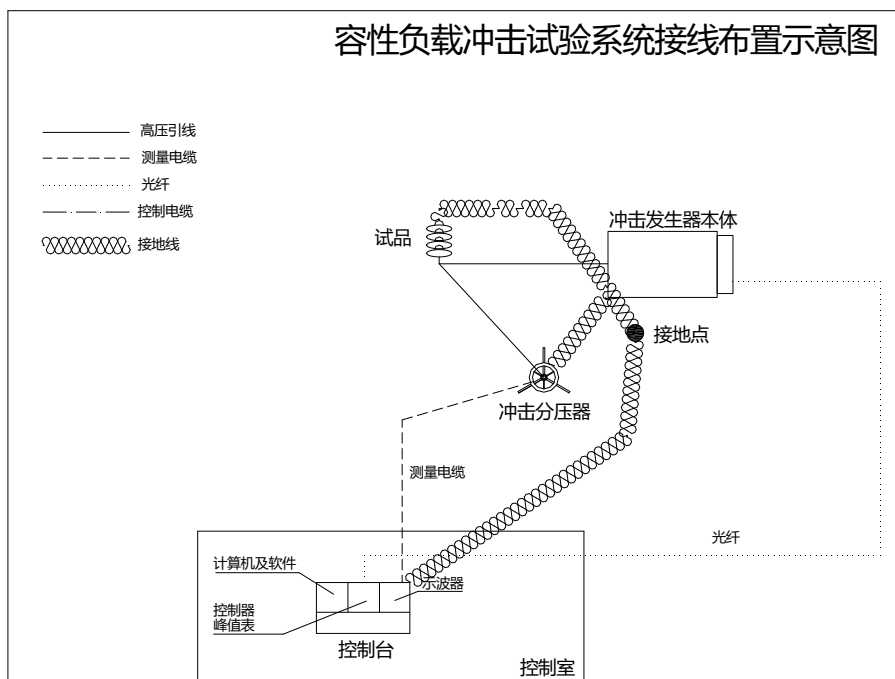 容性负载冲击试验系统接线布置示意图
高压引线
测量电缆
光纤
控制电缆
接地线
冲击发生器本体
试品
接地点
冲击分压器
测量电缆
光纤
计算机及软件
示波器
控制器
峰值表
控制台
控制室